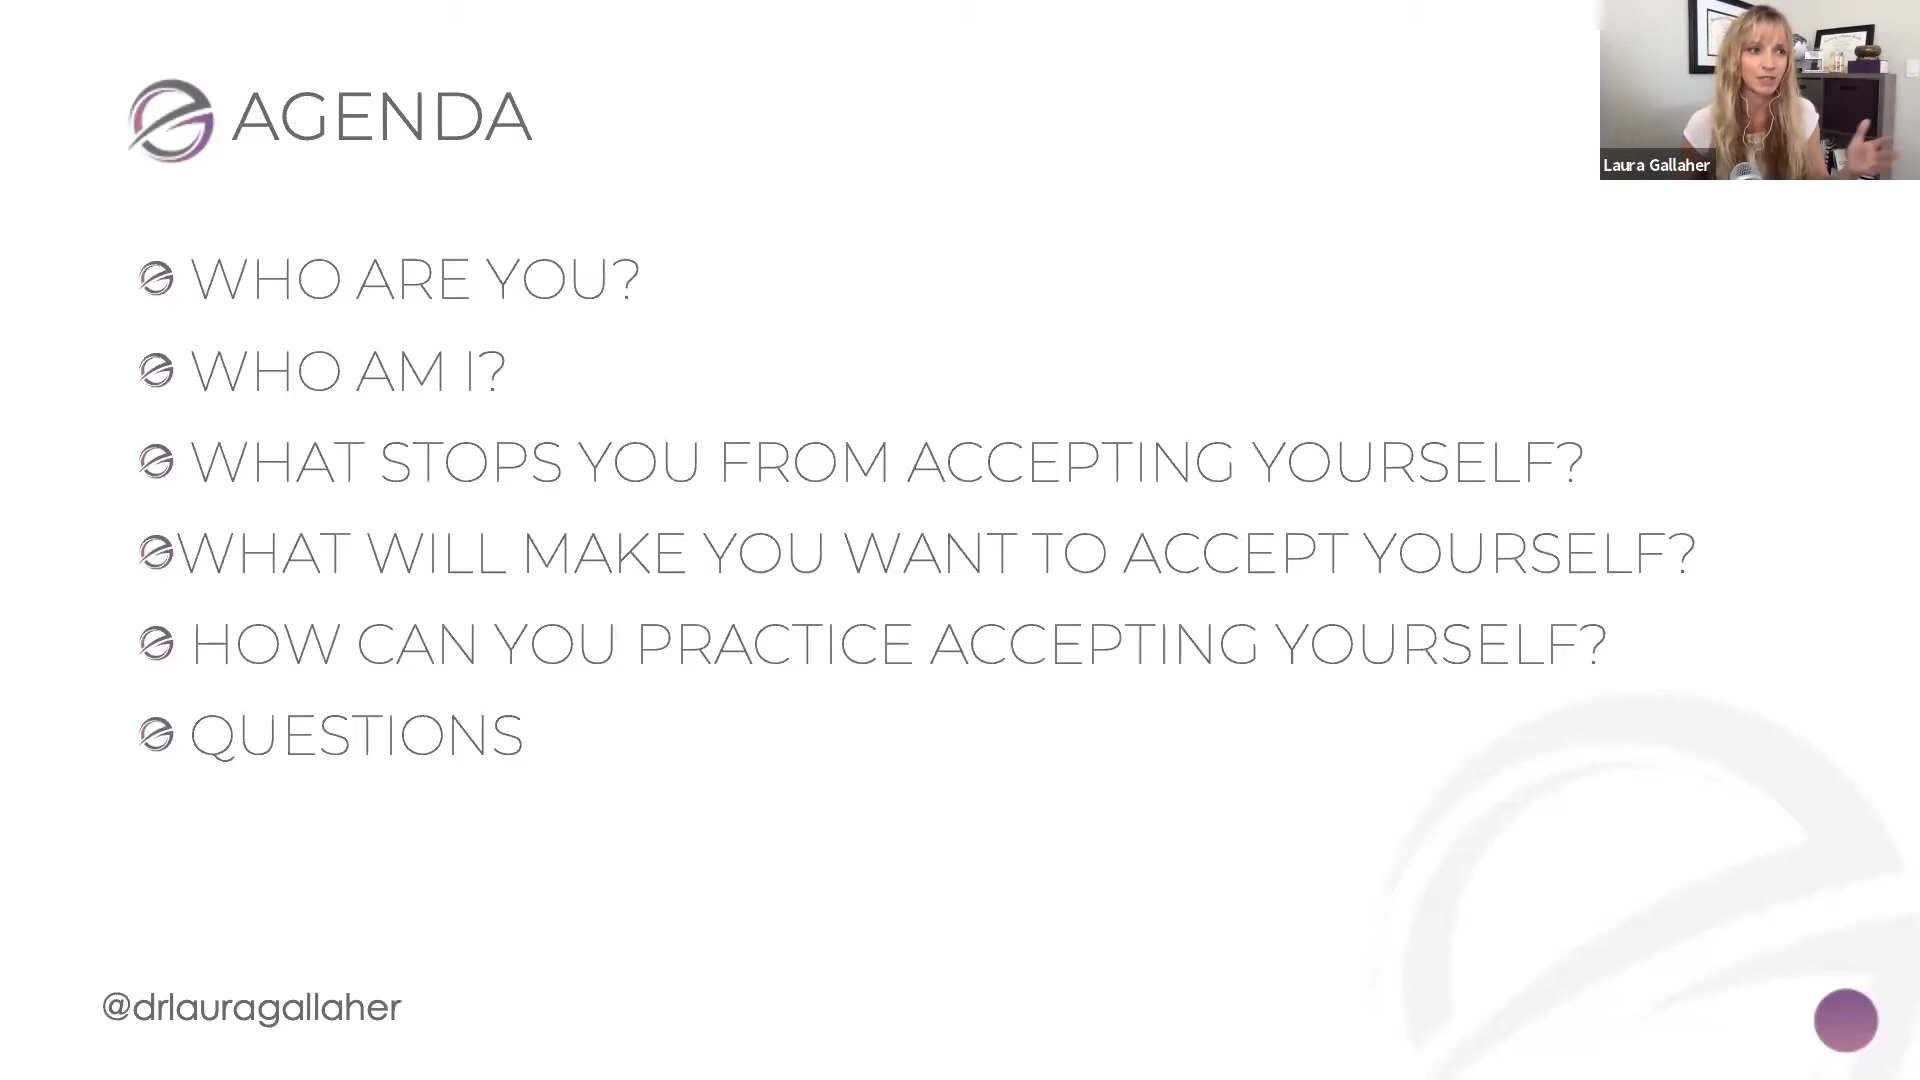 AGENDA
Laura Gallaher
WHO ARE YOU?
WHO AM I?
WHAT STOPS YOU FROM ACCEPTING YOURSELF?
WHAT WILL MAKE YOU WANT TO ACCEPT YOURSELF?
HOW CAN YOU PRACTICE ACCEPTING YOURSELF?
QUESTIONS
@drlauragallaher